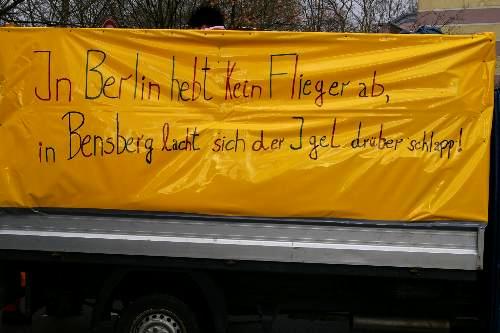 In Berlin hebt kein Flieger ab,
in Bensberg lacht sich der Igel drüber schlapp!